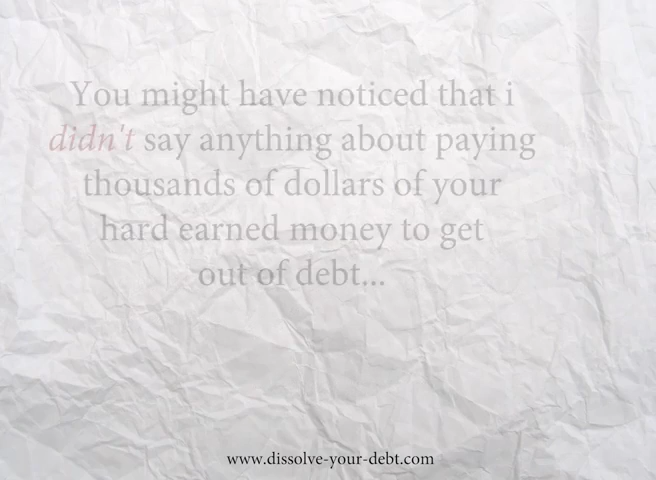 You might have noticed that i
didn't say anything about paying
thousands of dollars of your
hard earned money to get
out of debt...
www.dissolve-your-debt.com